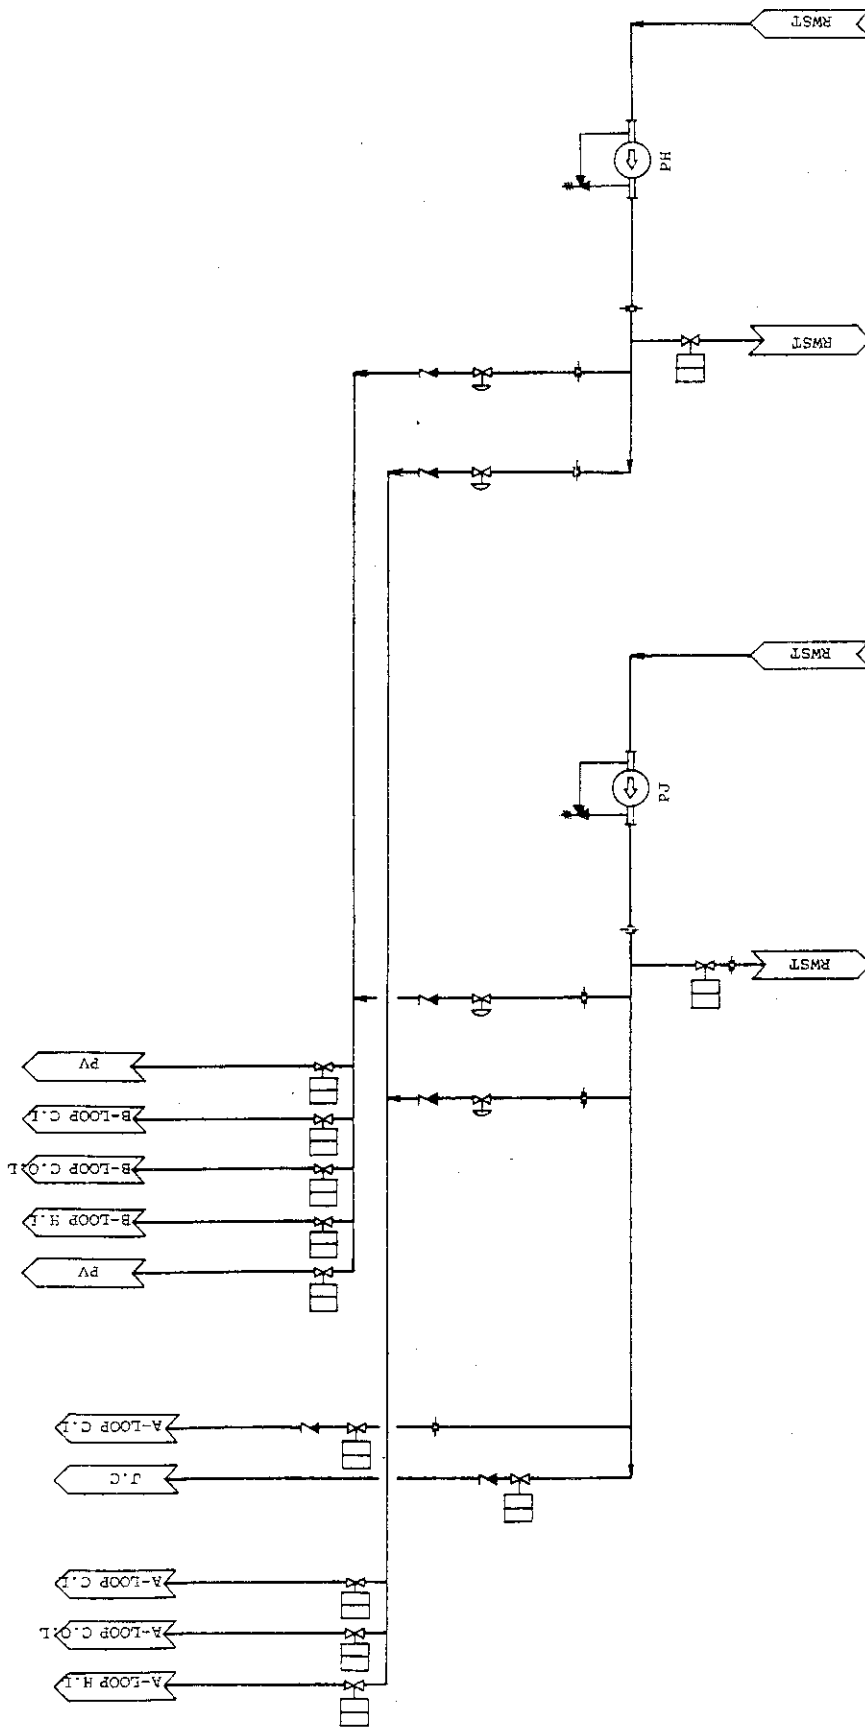 RWST
PH
RWST
RWST
PJ
RWST
PV
B-LOOP C.L
B-LOOP C.O.L
B-LOOP H.L
PV
A-LOOP C.L
J.C
A-LOOP C.L
A-LOOP C.O.L
A-LOOP H.L